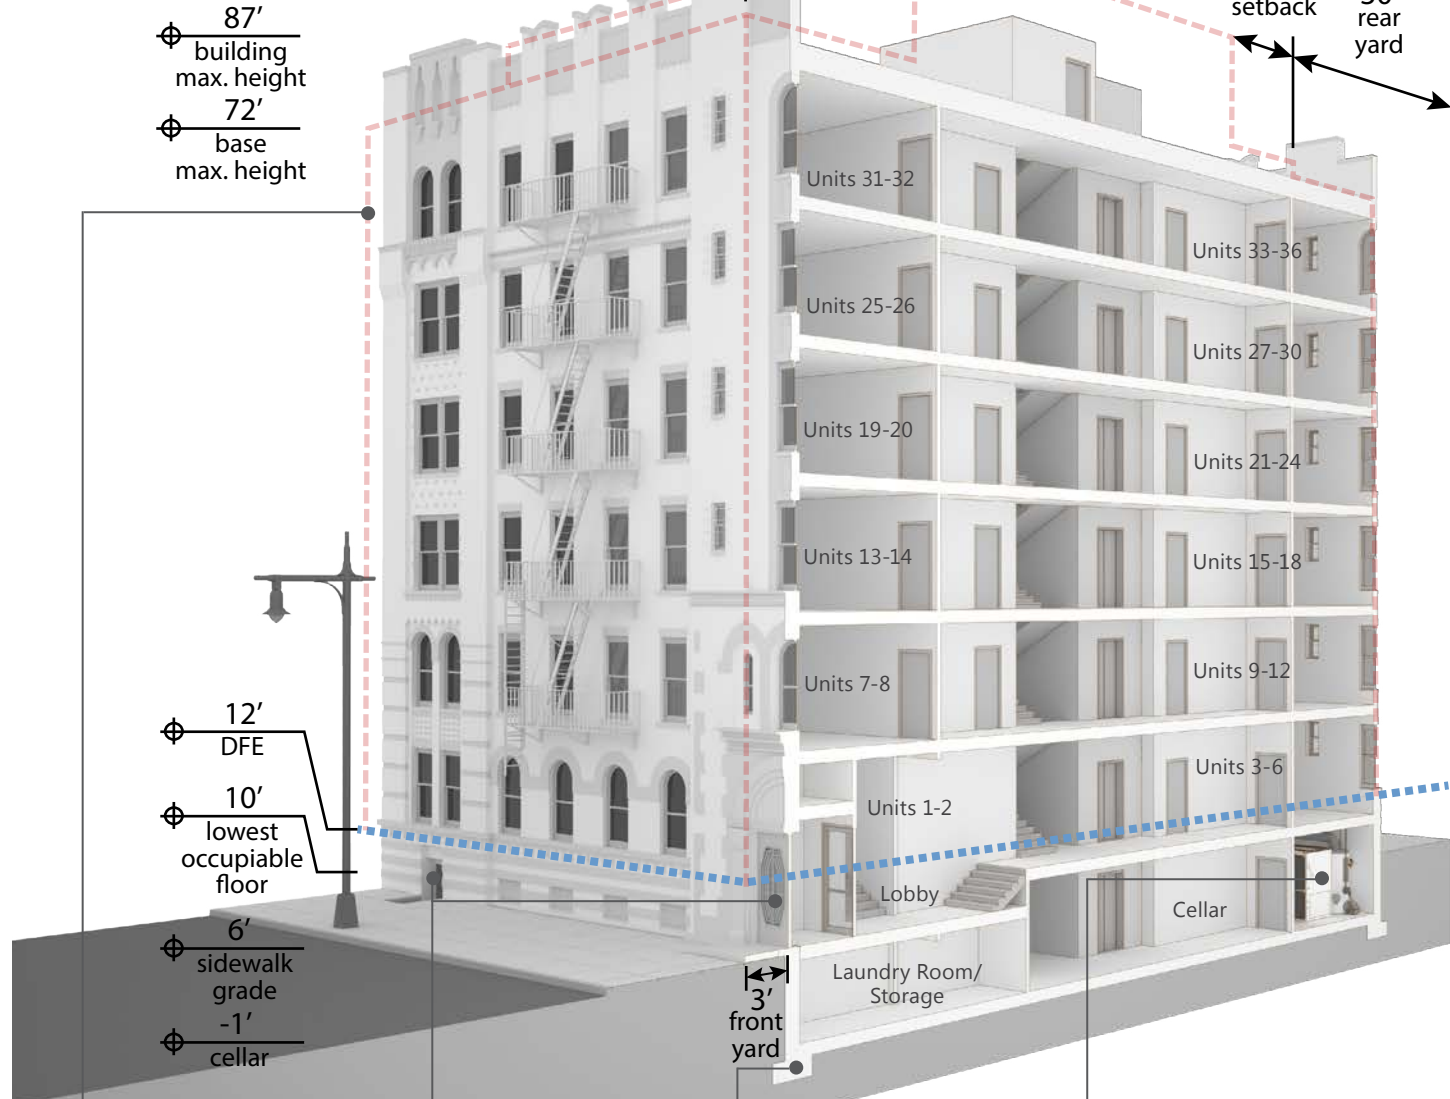 87'
building
max. height
72'
base
max. height
setback
rear
yard
Units 31-32
Units 33-36
Units 25-26
Units 27-30
Units 19-20
Units 21-24
Units 13-14
Units 15-18
Units 7-8
Units 9-12
Units 3-6
Units 1-2
12'
DFE
10'
lowest
occupiable
floor
Lobby
Cellar
6'
sidewalk
grade
Laundry Room/
Storage
3'
front
yard
-1'
cellar